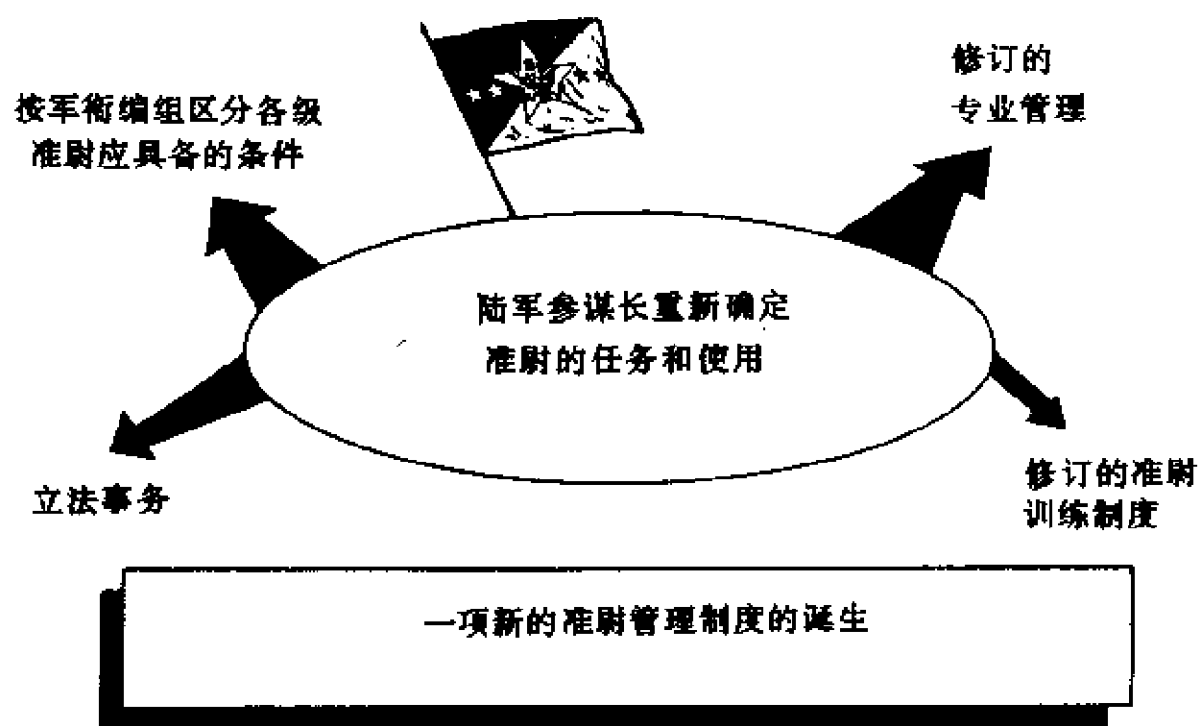 修订的
专业管理
按军衔编组区分各级
准尉应具备的条件
陆军参谋长重新确定
准尉的任务和使用
立法事务
修订的准尉
训练制度
一项新的准尉管理制度的诞生